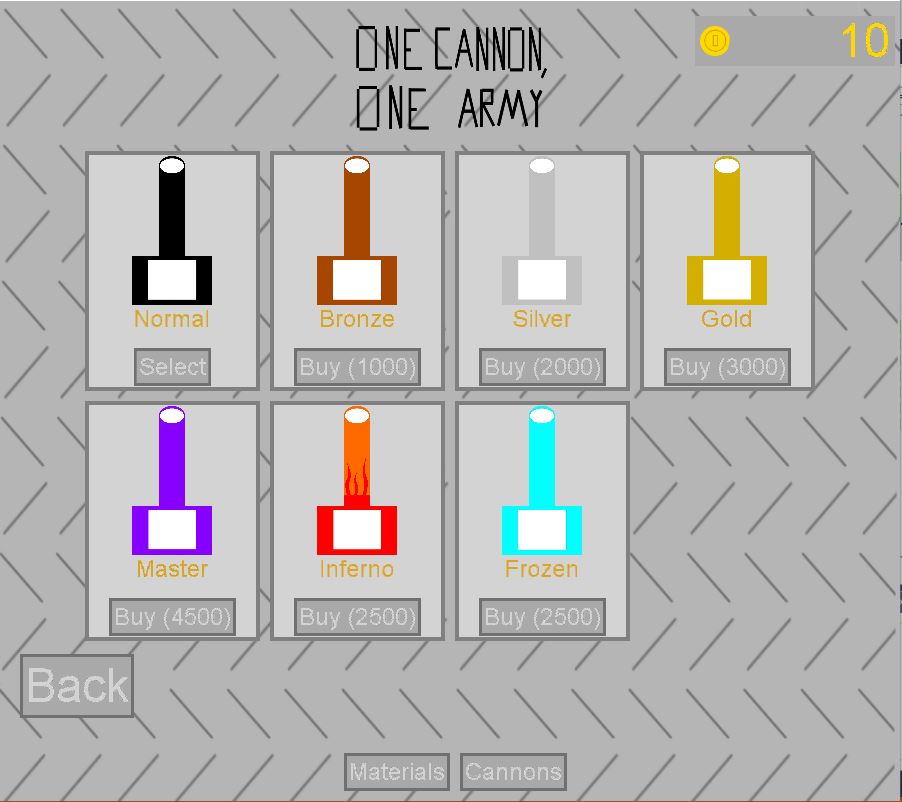 ONE CANNON,
ONE ARMY
10
Normal
Select
Bronze
Buy (1000)
Silver
Buy (2000)
Gold
Buy (3000)
Master
Buy (4500)
Inferno
Buy (2500)
Frozen
Buy (2500)
Back
Materials
Cannons